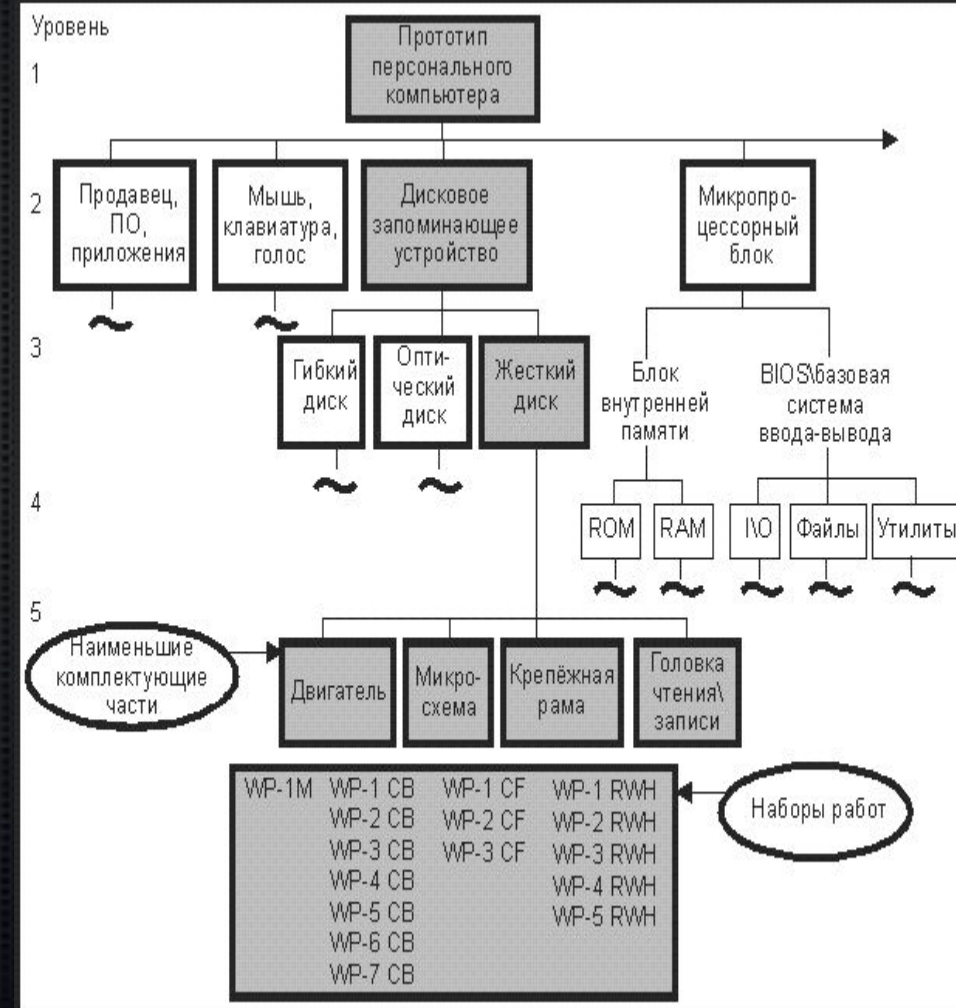 Уровень
1
Прототип
персонального
компьютера
2
Продавец,
ПО,
приложения
Мышь,
клавиатура,
голос
Дисковое
запоминающее
устройство
Микропро-
цессорный
блок
3
Гибкий
диск
Опти-
ческий
диск
Жесткий
диск
Блок
внутренней
памяти
BIOS\базовая
система
ввода-вывода
4
ROM
RAM
I\O
Файлы
Утилиты
5
Наименьшие
комплектующие
части
Двигатель
Микро-
схема
Крепёжная
рама
Головка
чтения\
записи
WP-1M WP-1 CB WP-1 CF WP-1 RWH
WP-2 CB WP-2 CF WP-2 RWH
WP-3 CB WP-3 CF WP-3 RWH
WP-4 CB WP-4 RWH
WP-5 CB WP-5 RWH
WP-6 CB
WP-7 CB
Наборы работ